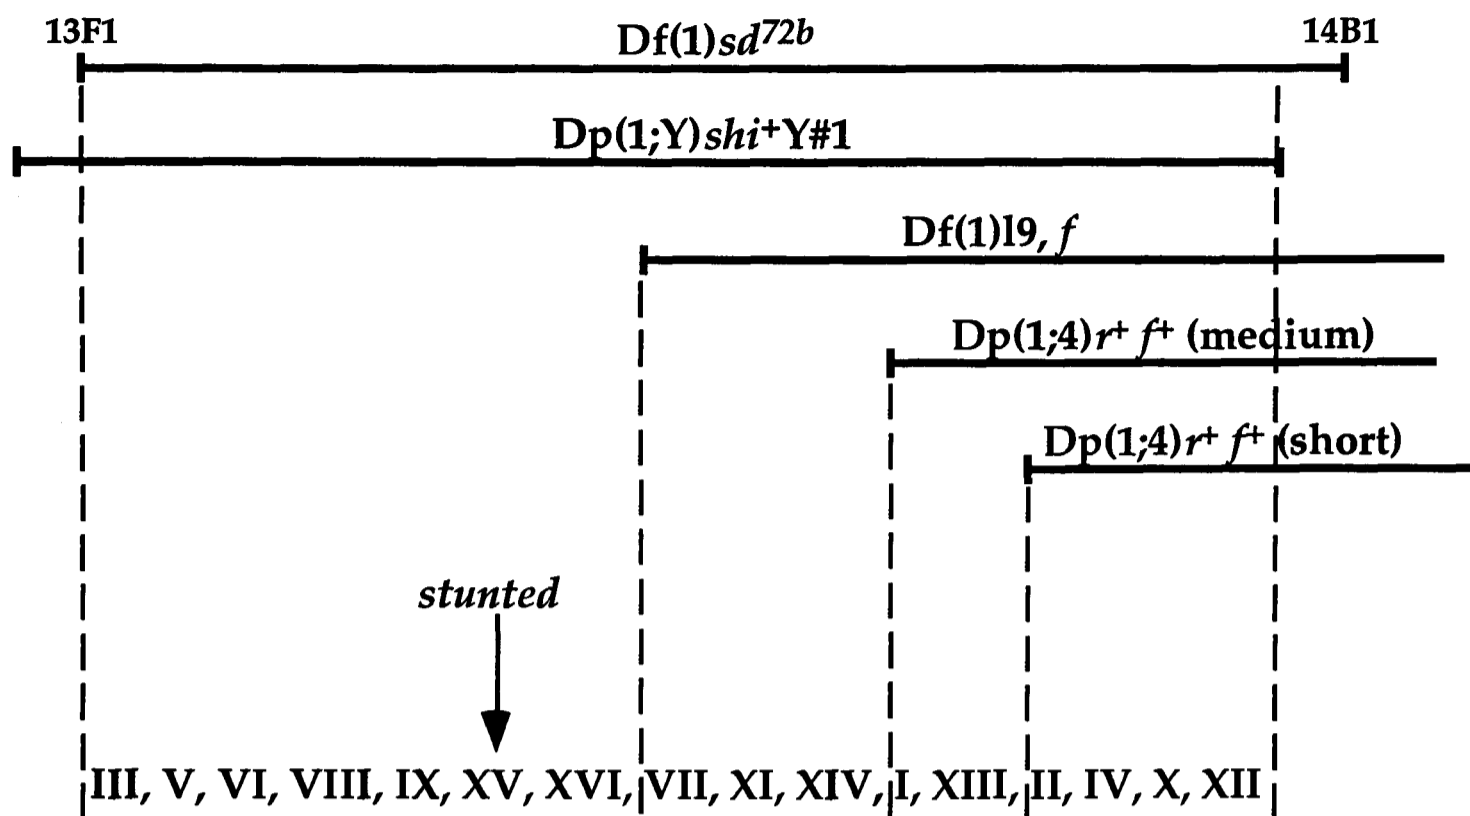 13F1 Df(1)sd72b 14B1
Dp(1;Y)shi+Y#1
Df(1)l9, f
Dp(1;4)r+ f+ (medium)
Dp(1;4)r+ f+ (short)
stunted
III, V, VI, VIII, IX, XV, XVI, VII, XI, XIV, I, XIII, II, IV, X, XII